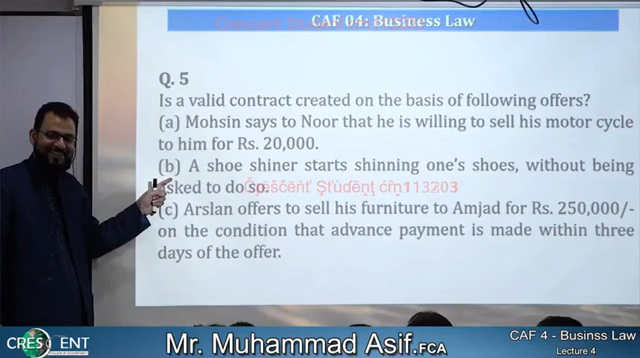 CAF 04: Business Law
Q. 5
Is a valid contract created on the basis of following offers?
(a) Mohsin says to Noor that he is willing to sell his motor cycle
to him for Rs. 20,000.
(b) A shoe shiner starts shinning one's shoes, without being
asked to do so.
(c) Arslan offers to sell his furniture to Amjad for Rs. 250,000/-
on the condition that advance payment is made within three
days of the offer.
CRESCENT
Mr. Muhammad Asif.FCA
CAF 4 - Businss Law
Lecture 4